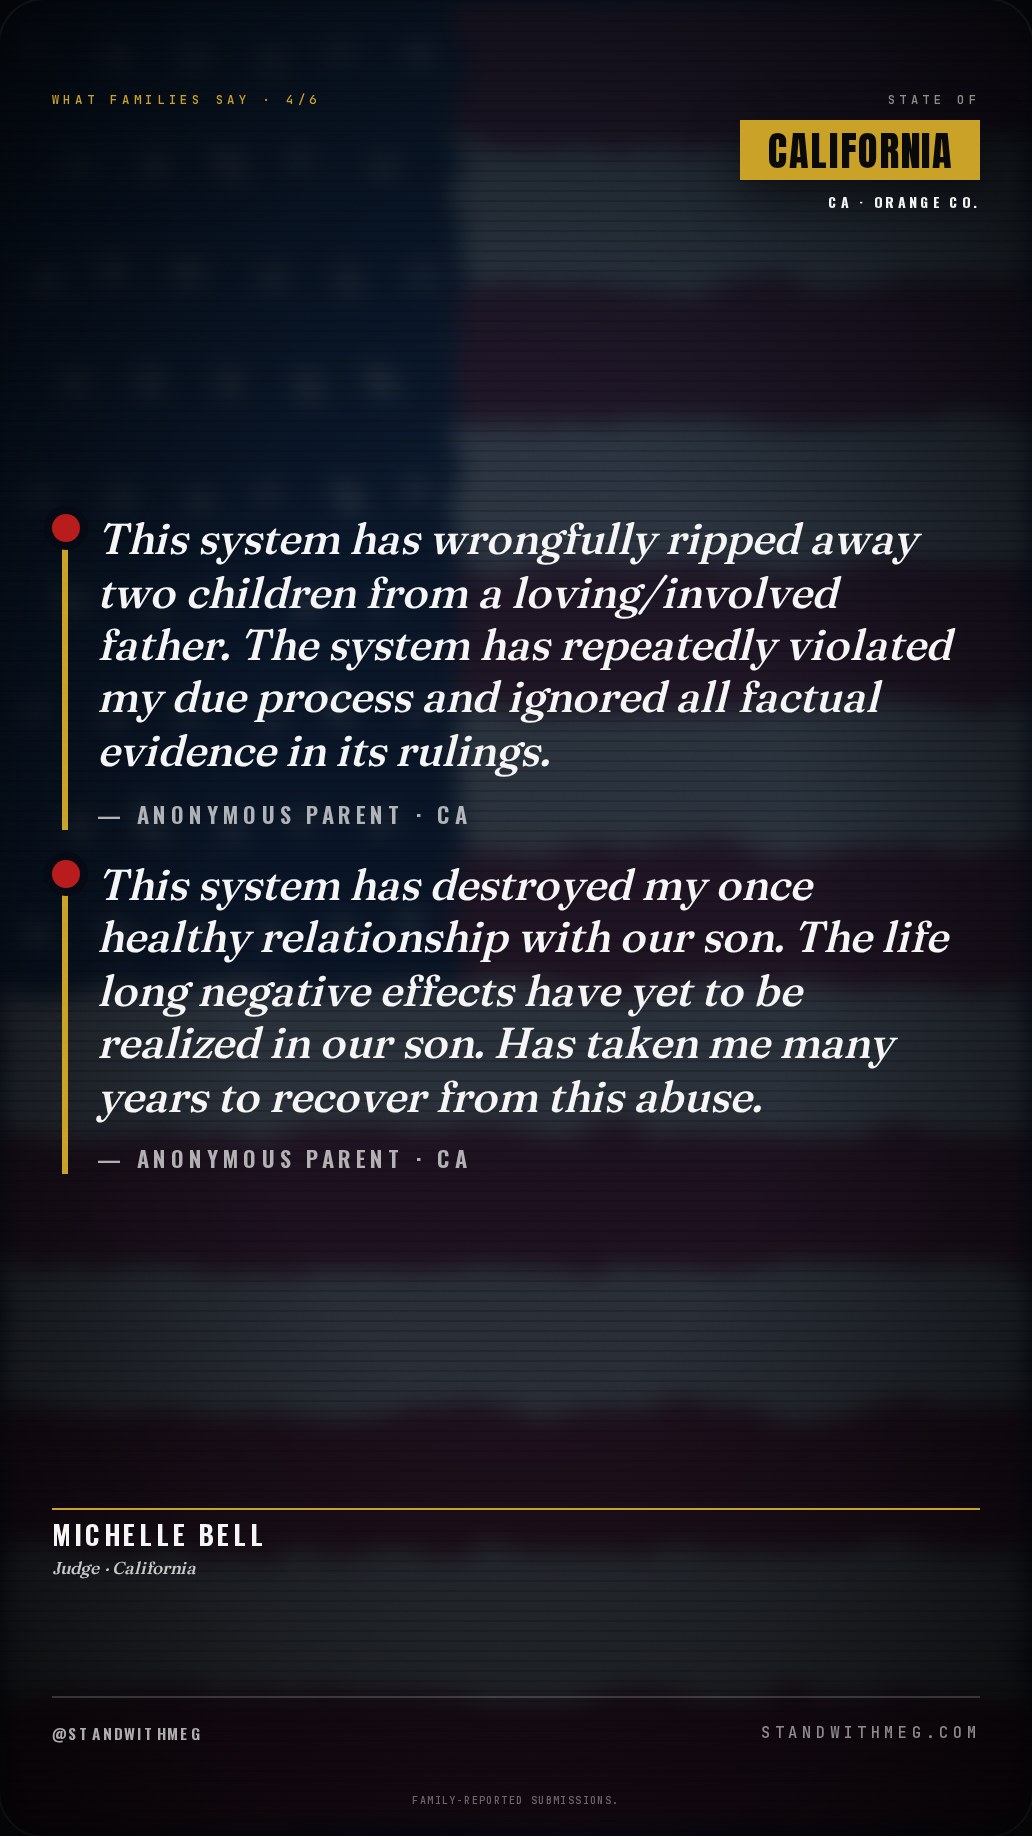 WHAT FAMILIES SAY · 4/6
STATE OF
CALIFORNIA
CA · ORANGE CO.
This system has wrongfully ripped away
two children from a loving/involved
father. The system has repeatedly violated
my due process and ignored all factual
evidence in its rulings.
— ANONYMOUS PARENT · CA
This system has destroyed my once
healthy relationship with our son. The life
long negative effects have yet to be
realized in our son. Has taken me many
years to recover from this abuse.
— ANONYMOUS PARENT · CA
MICHELLE BELL
Judge · California
@STANDWITHMEG
STANDWITHMEG.COM
FAMILY-REPORTED SUBMISSIONS.